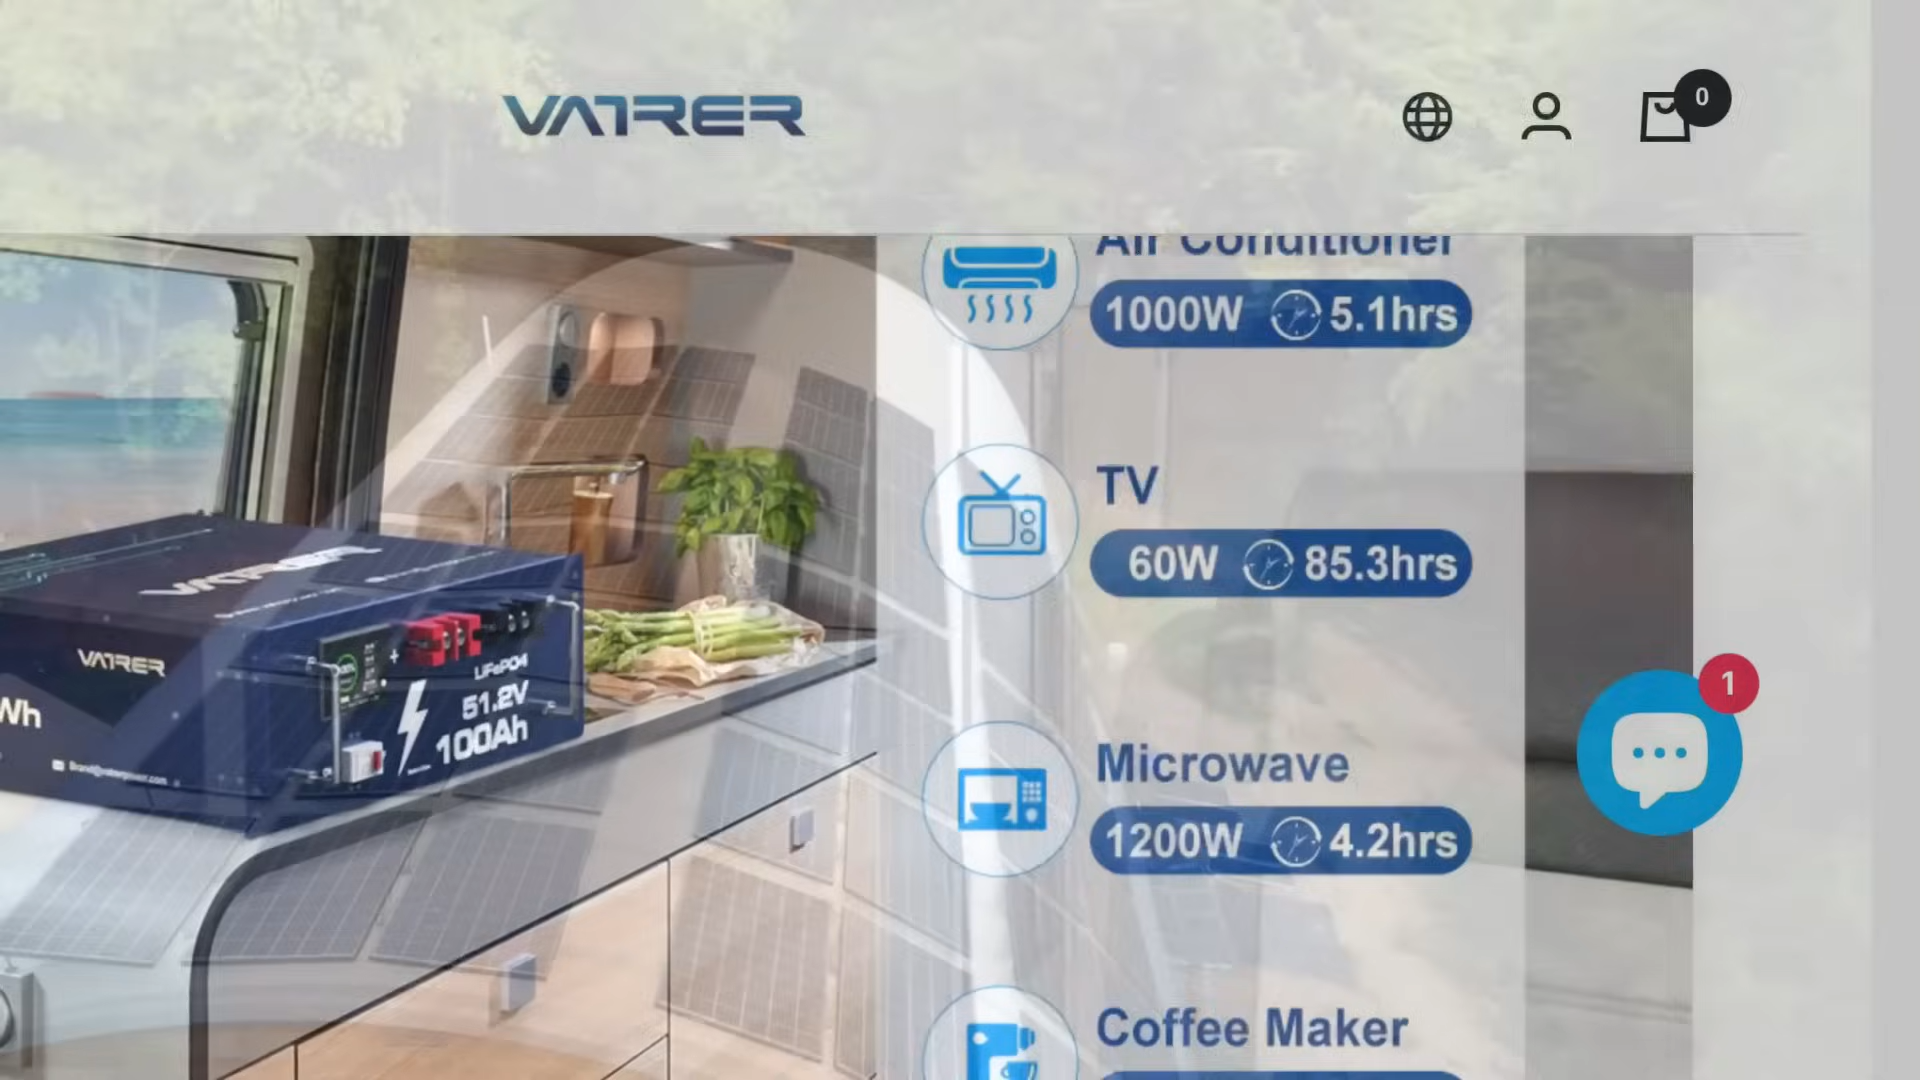 VATRER
0
Air Conditioner
1000W 5.1hrs
TV
60W 85.3hrs
VATRER
VATRER
Wh
LiFePO4
51.2V
100Ah
1
Microwave
1200W 4.2hrs
Coffee Maker